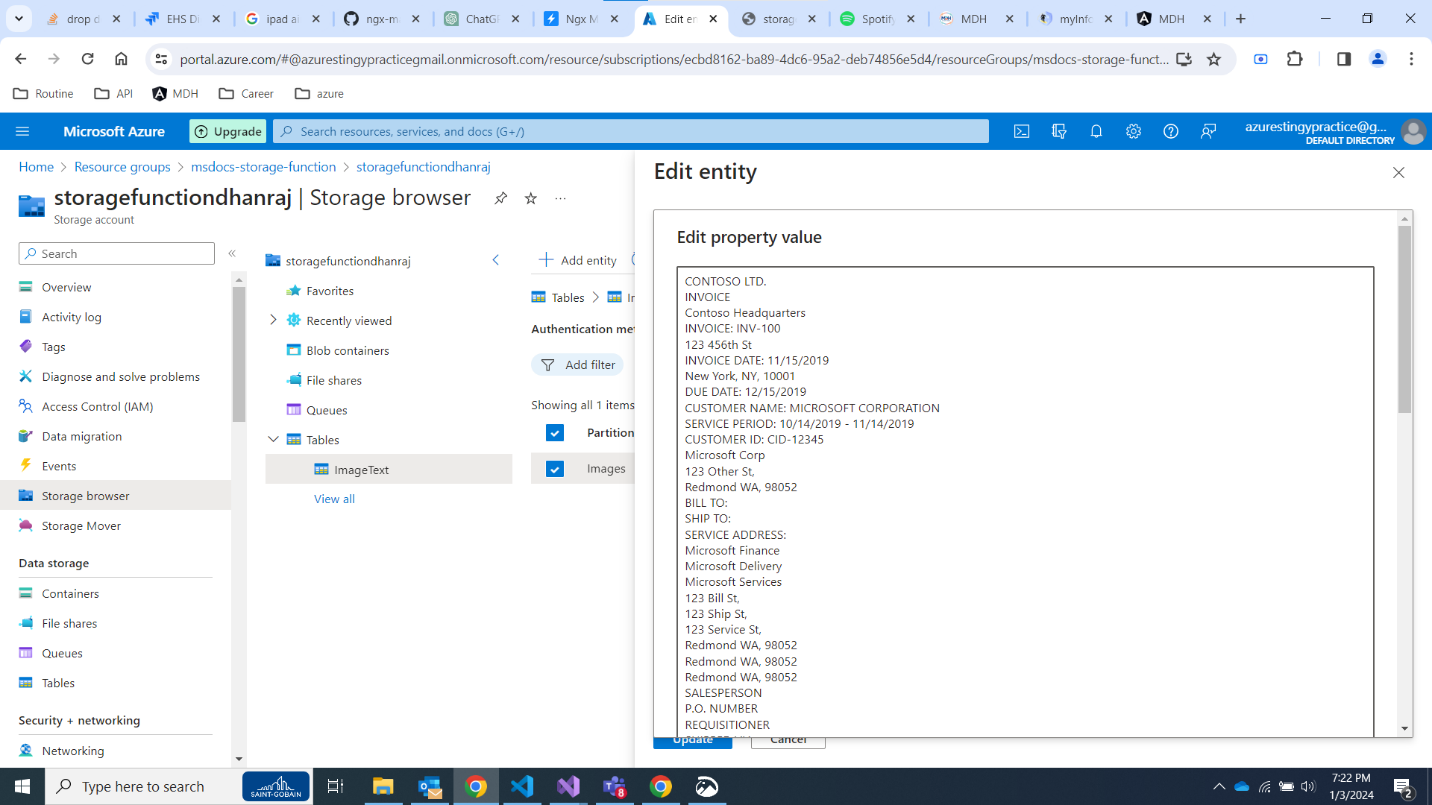 drop d
EHS Di
ipad ai
ngx-m
ChatGP
Ngx M
Edit er
storag
Spotify
MDH
myInfo
MDH
portal.azure.com/#@azurestingypracticegmail.onmicrosoft.com/resource/subscriptions/ecbd8162-ba89-4dc6-95a2-deb74856e5d4/resourceGroups/msdocs-storage-funct...
Routine
API
MDH
Career
azure
Microsoft Azure
Upgrade
Search resources, services, and docs (G+/)
azurestingypractice@g...
DEFAULT DIRECTORY
Home > Resource groups > msdocs-storage-function > storagefunctiondhanraj
storagefunctiondhanraj | Storage browser
Storage account
Search
Overview
Activity log
Tags
Diagnose and solve problems
Access Control (IAM)
Data migration
Events
Storage browser
Storage Mover
Data storage
Containers
File shares
Queues
Tables
Security + networking
Networking
storagefunctiondhanraj
Favorites
Recently viewed
Blob containers
File shares
Queues
Tables
ImageText
View all
Add entity
Tables
Authentication me
Add filter
Showing all 1 items
Partition
Images
Edit entity
Edit property value
CONTOSO LTD.
INVOICE
Contoso Headquarters
INVOICE: INV-100
123 456th St
INVOICE DATE: 11/15/2019
New York, NY, 10001
DUE DATE: 12/15/2019
CUSTOMER NAME: MICROSOFT CORPORATION
SERVICE PERIOD: 10/14/2019 - 11/14/2019
CUSTOMER ID: CID-12345
Microsoft Corp
123 Other St,
Redmond WA, 98052
BILL TO:
SHIP TO:
SERVICE ADDRESS:
Microsoft Finance
Microsoft Delivery
Microsoft Services
123 Bill St,
123 Ship St,
123 Service St,
Redmond WA, 98052
Redmond WA, 98052
Redmond WA, 98052
SALESPERSON
P.O. NUMBER
REQUISITIONER
Update
Cancel
Type here to search
SAINT-GOBAIN
8
7:22 PM
1/3/2024
2